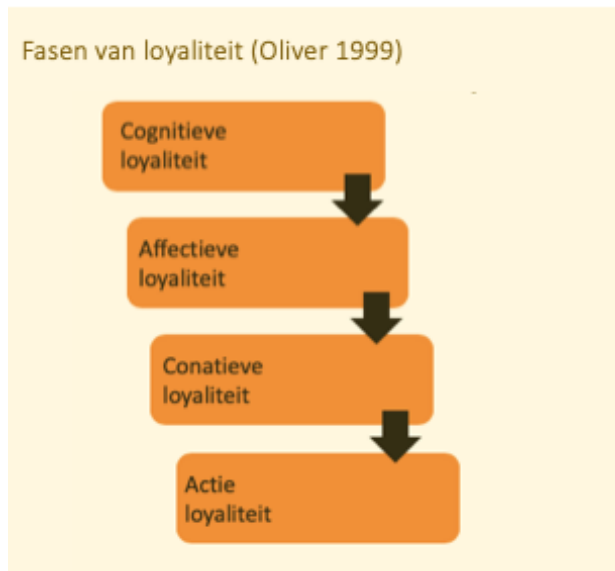 Fasen van loyaliteit (Oliver 1999)
Cognitieve
loyaliteit
Affectieve
loyaliteit
Conatieve
loyaliteit
Actie
loyaliteit